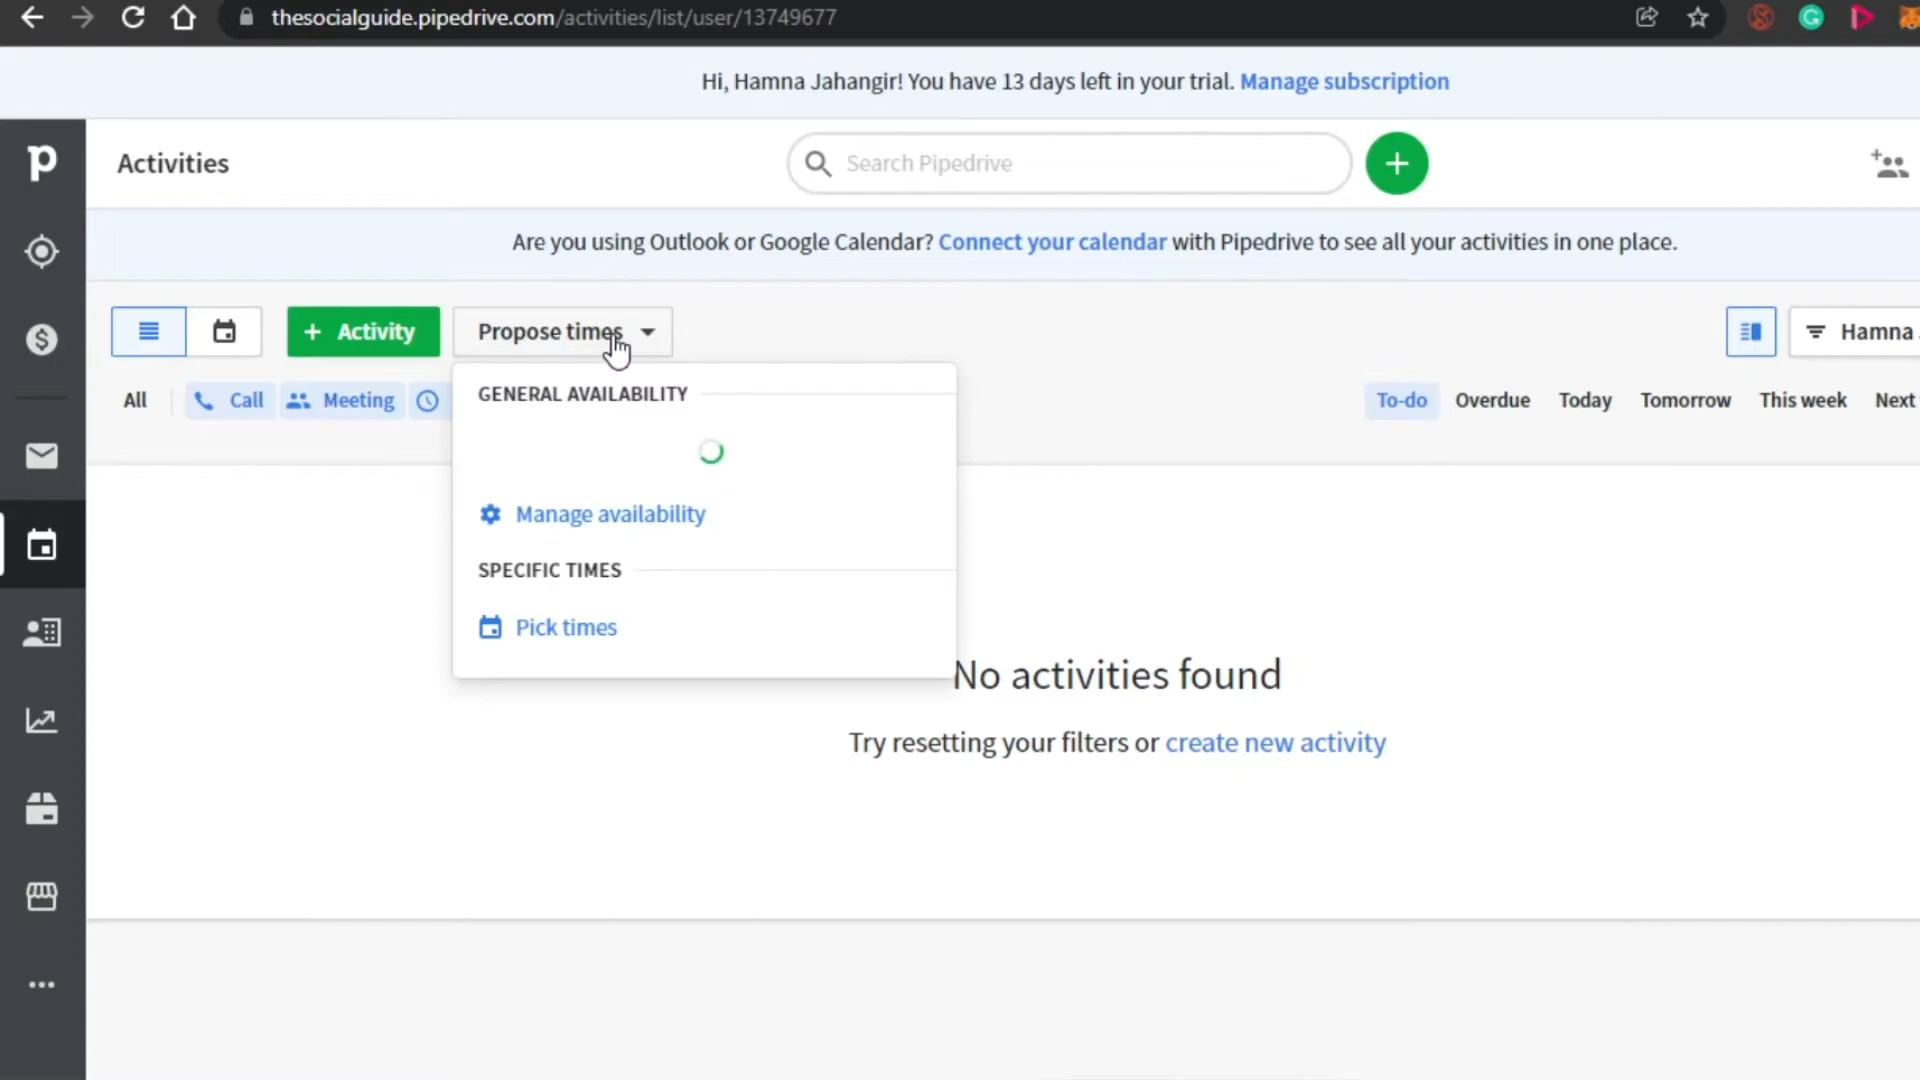 thesocialguide.pipedrive.com/activities/list/user/13749677
Hi, Hamna Jahangir! You have 13 days left in your trial. Manage subscription
Activities
Search Pipedrive
Are you using Outlook or Google Calendar? Connect your calendar with Pipedrive to see all your activities in one place.
+ Activity
Propose times
Hamna
All
Call
Meeting
To-do
Overdue
Today
Tomorrow
This week
Next
GENERAL AVAILABILITY
Manage availability
SPECIFIC TIMES
Pick times
No activities found
Try resetting your filters or create new activity